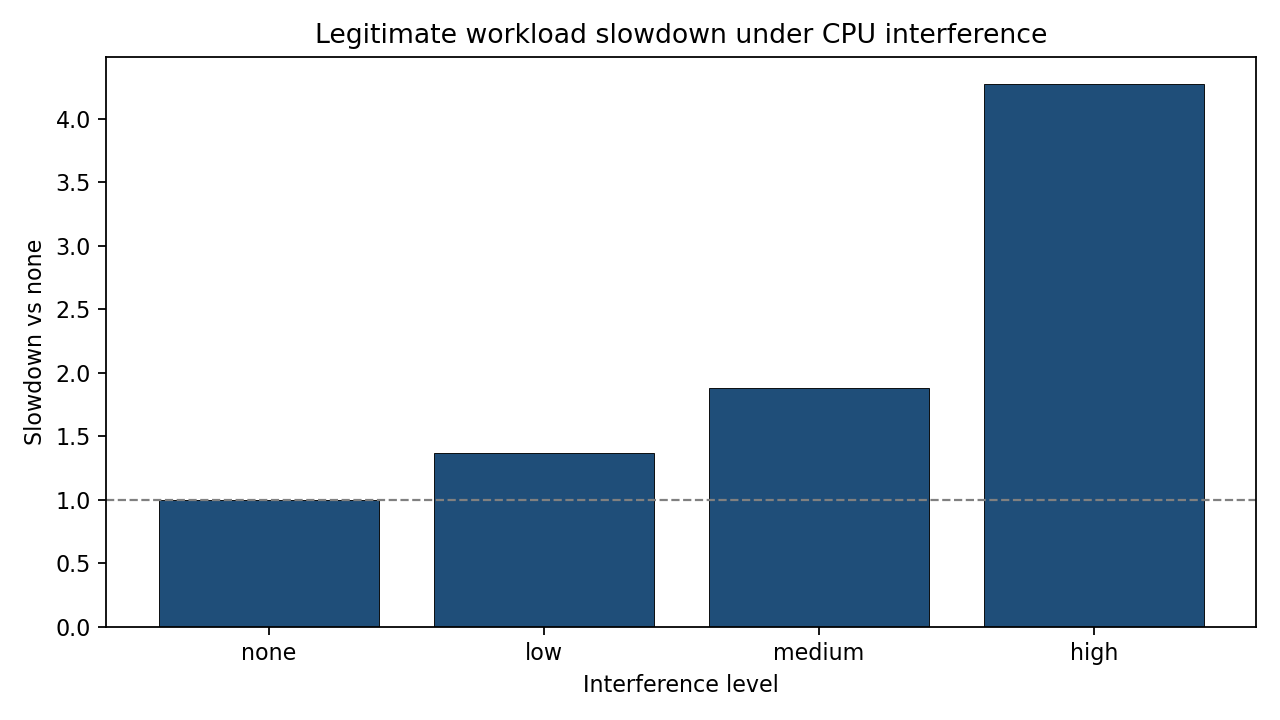 Legitimate workload slowdown under CPU interference
Slowdown vs none
4.0
3.5
3.0
2.5
2.0
1.5
1.0
0.5
0.0
none low medium high
Interference level